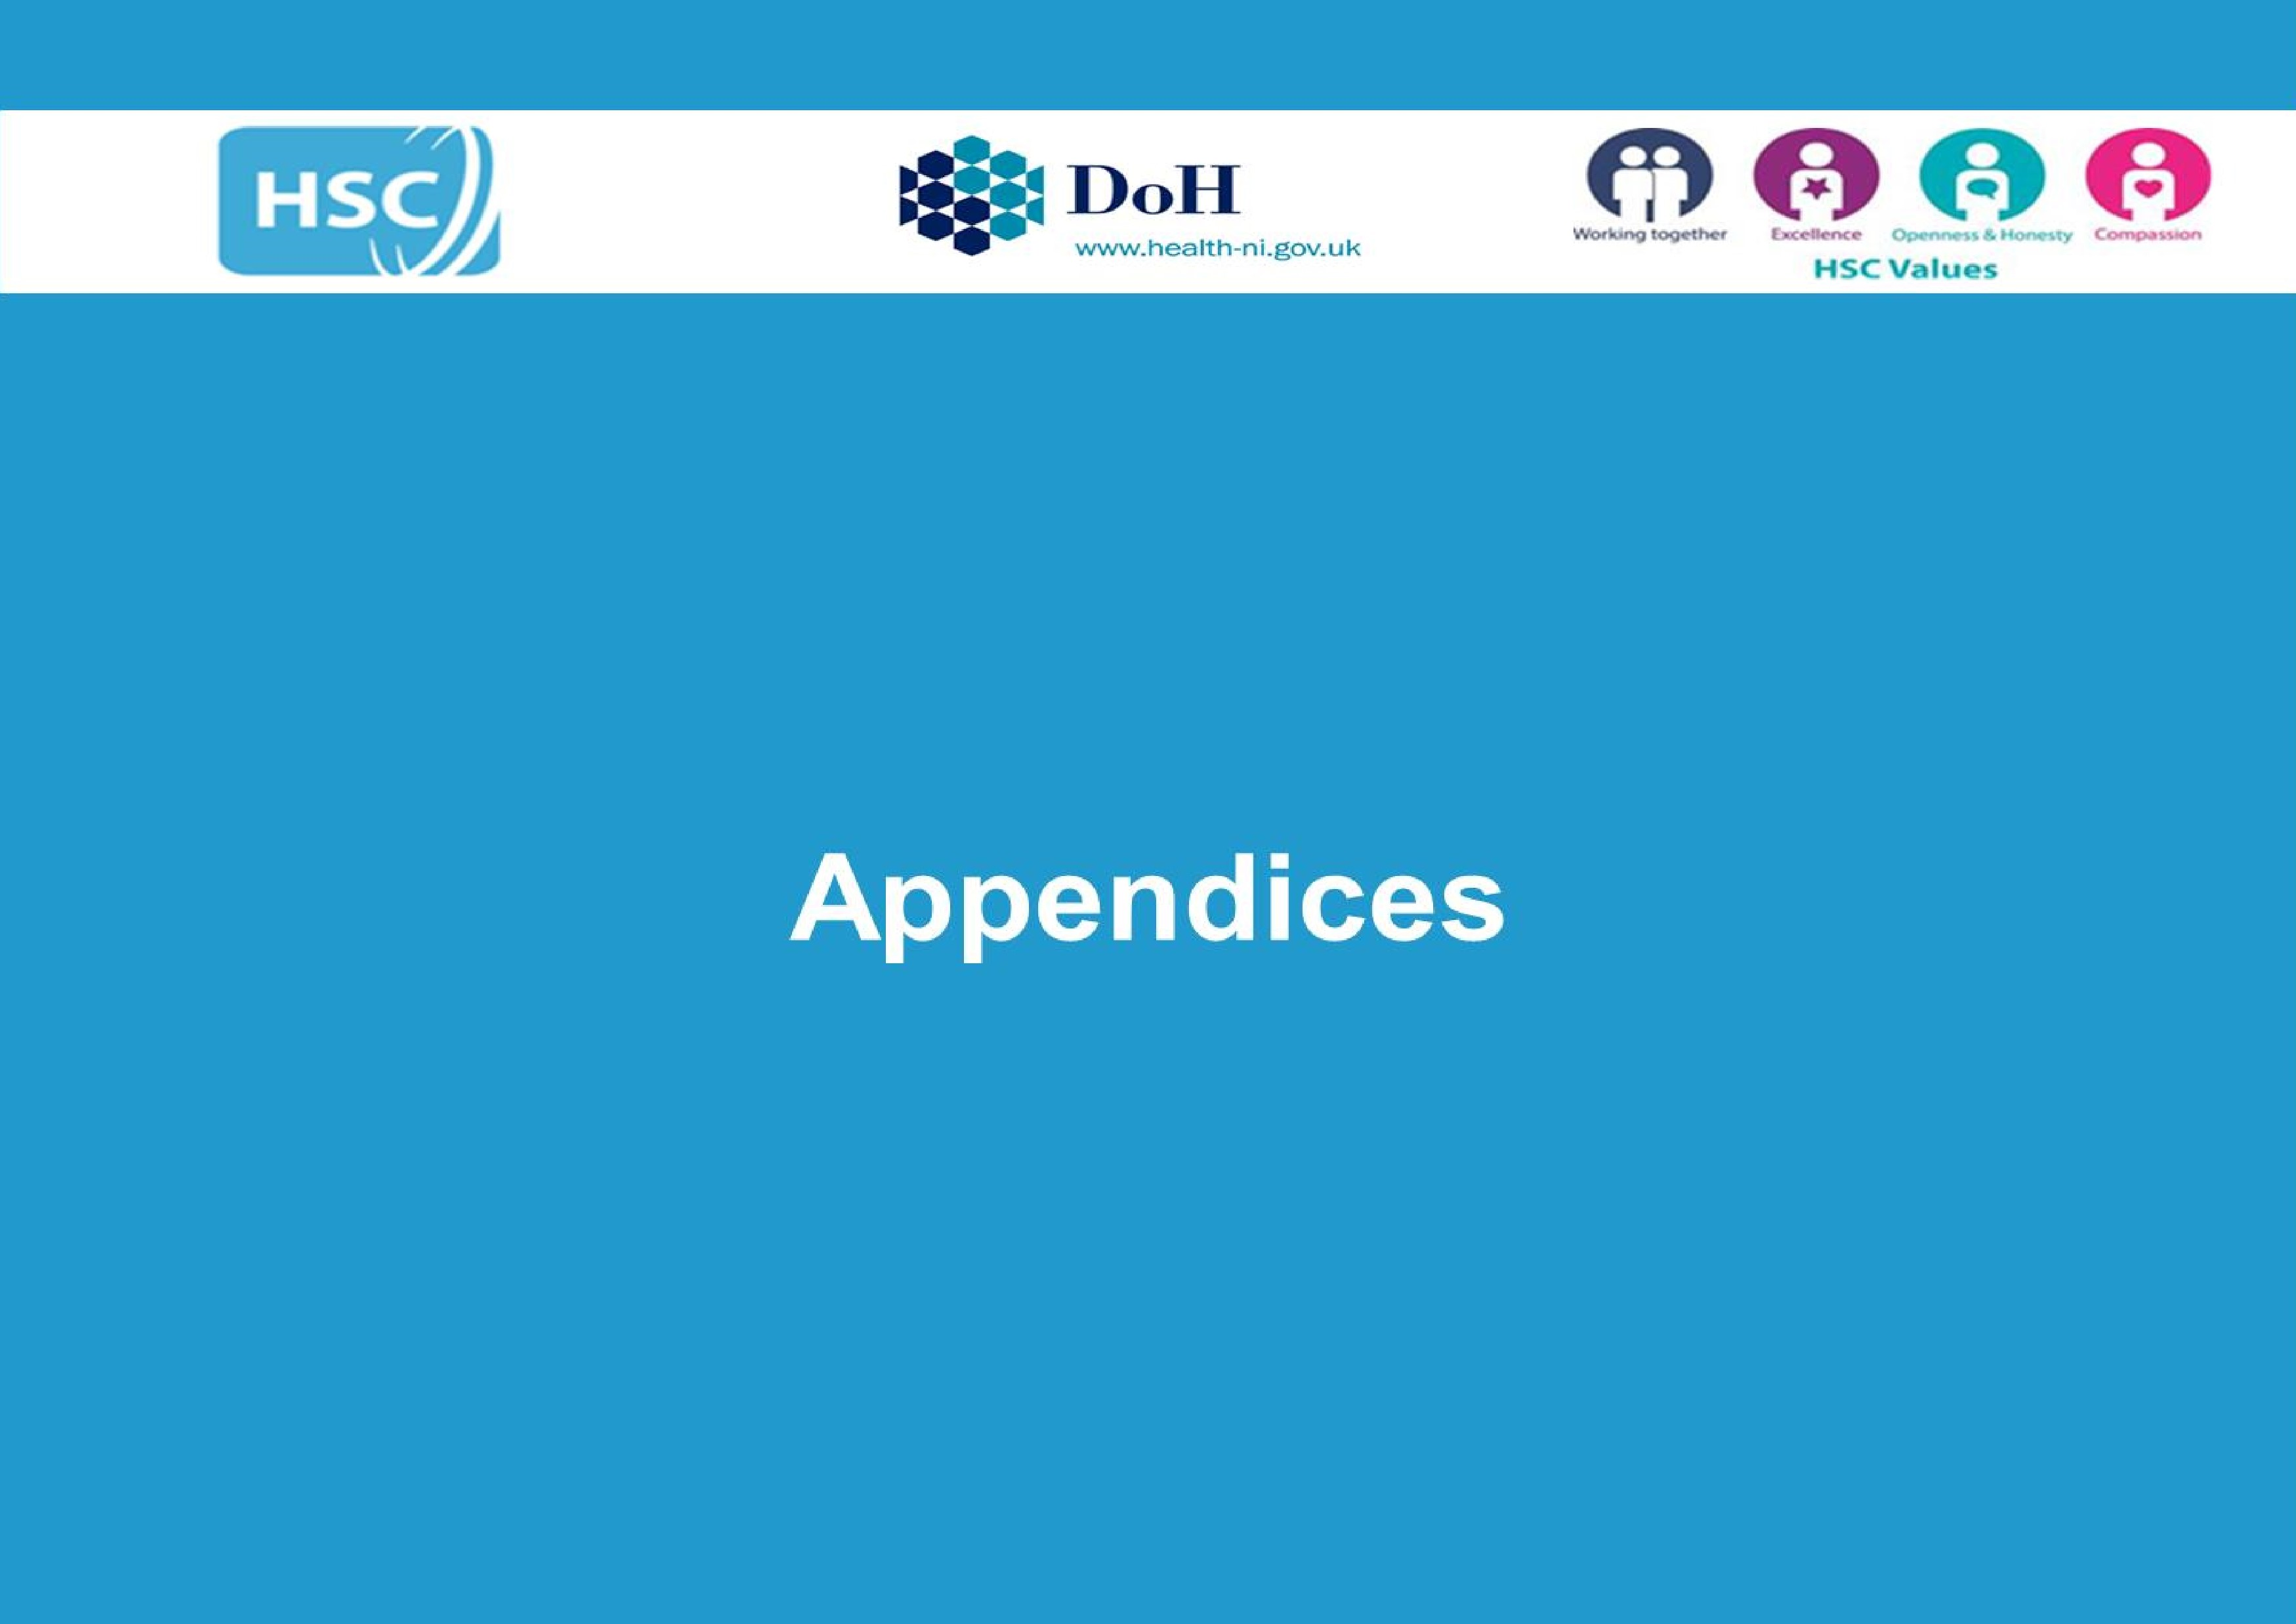 HSC
DoH
www.health-ni.gov.uk
Working together Excellence Openness & Honesty Compassion
HSC Values
Appendices